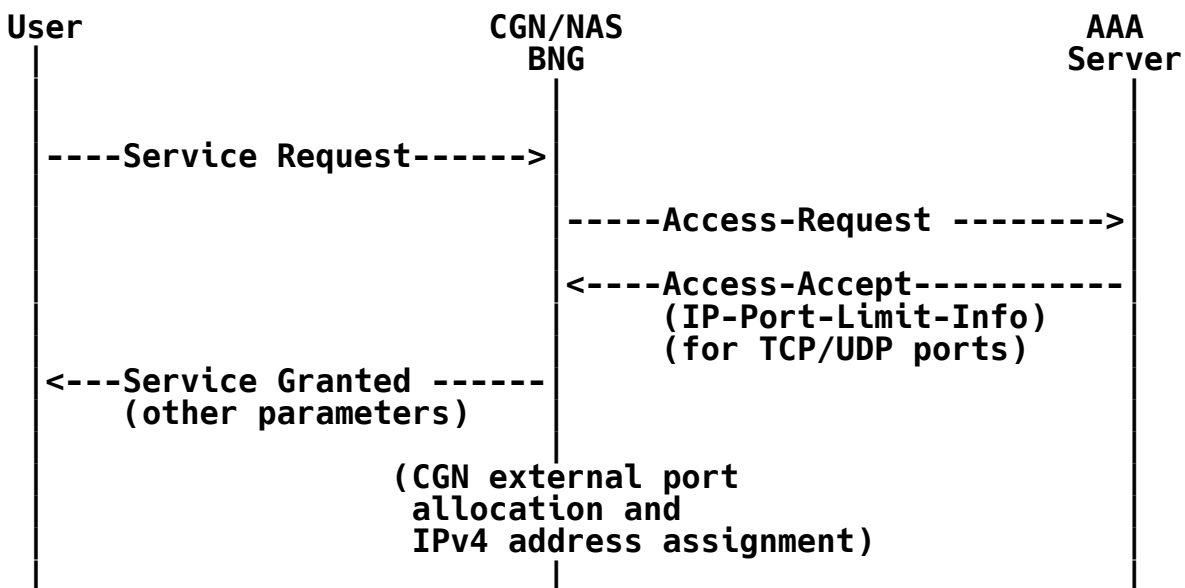 User CGN/NAS AAA
BNG Server
----Service Request------>
-----Access-Request -------->
<----Access-Accept-----------
(IP-Port-Limit-Info)
(for TCP/UDP ports)
<---Service Granted ------
(other parameters)
(CGN external port
allocation and
IPv4 address assignment)